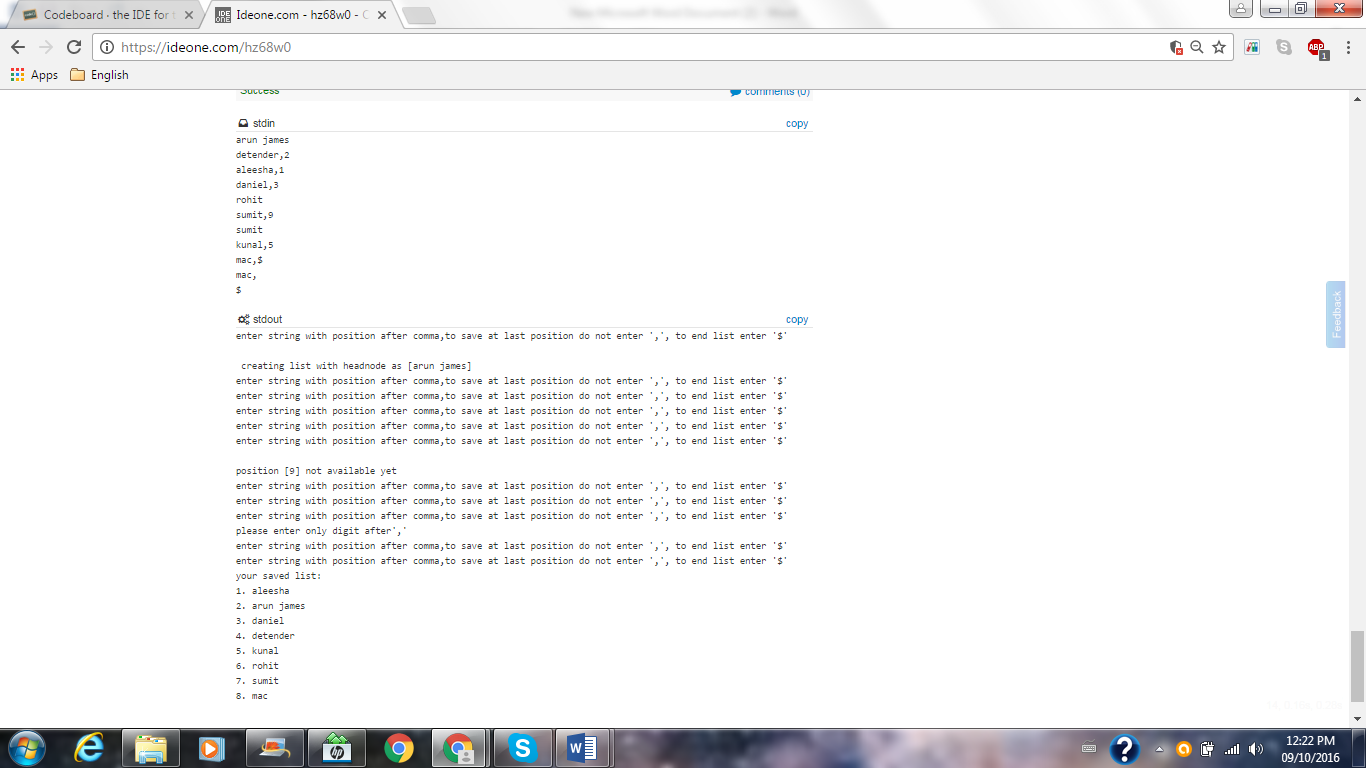 Codeboard - the IDE for t
Ideone.com - hz68w0 - C
https://ideone.com/hz68w0
ABP
1
Apps
English
Success
comments (0)
stdin
copy
arun james
detender,2
aleesha,1
daniel,3
rohit
sumit,9
sumit
kunal,5
mac,$
mac,
$
stdout
copy
enter string with position after comma,to save at last position do not enter ',', to end list enter '$'
creating list with headnode as [arun james]
enter string with position after comma,to save at last position do not enter ',', to end list enter '$'
enter string with position after comma,to save at last position do not enter ',', to end list enter '$'
enter string with position after comma,to save at last position do not enter ',', to end list enter '$'
enter string with position after comma,to save at last position do not enter ',', to end list enter '$'
enter string with position after comma,to save at last position do not enter ',', to end list enter '$'
position [9] not available yet
enter string with position after comma,to save at last position do not enter ',', to end list enter '$'
enter string with position after comma,to save at last position do not enter ',', to end list enter '$'
enter string with position after comma,to save at last position do not enter ',', to end list enter '$'
please enter only digit after','
enter string with position after comma,to save at last position do not enter ',', to end list enter '$'
enter string with position after comma,to save at last position do not enter ',', to end list enter '$'
your saved list:
1. aleesha
2. arun james
3. daniel
4. detender
5. kunal
6. rohit
7. sumit
8. mac
Feedback
hp
12:22 PM
09/10/2016